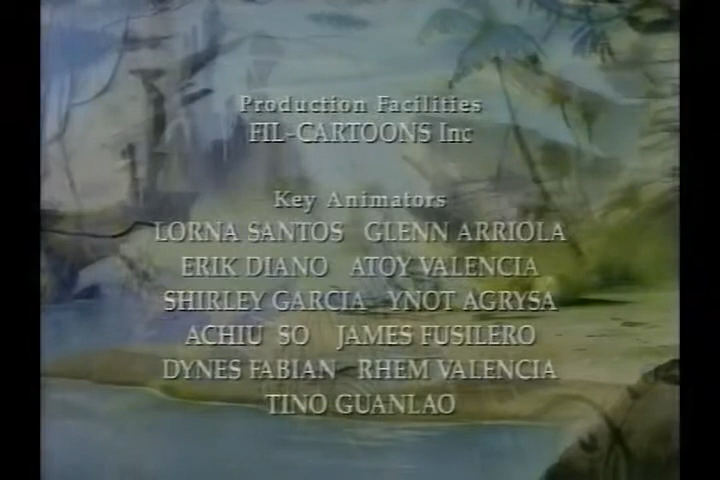 Production Facilities
FIL-CARTOONS Inc
Key Animators
LORNA SANTOS GLENN ARRIOLA
ERIK DIANO ATOY VALENCIA
SHIRLEY GARCIA YNOT AGRYSA
ACHIU SO JAMES FUSILERO
DYNES FABIAN RHEM VALENCIA
TINO GUANLAO